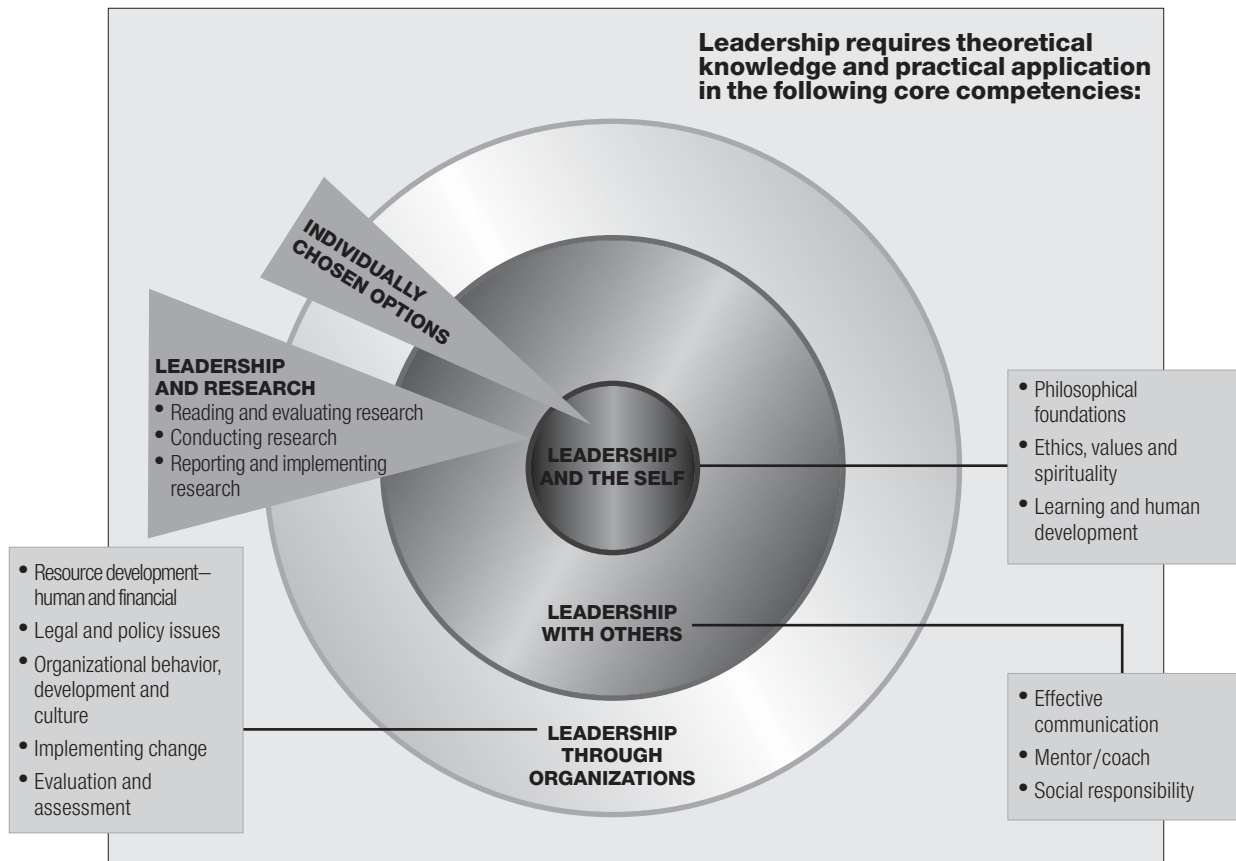 Leadership requires theoretical
knowledge and practical application
in the following core competencies:
INDIVIDUALLY
CHOSEN OPTIONS
LEADERSHIP
AND RESEARCH
• Reading and evaluating research
• Conducting research
• Reporting and implementing
research
LEADERSHIP
AND THE SELF
• Philosophical
foundations
• Ethics, values and
spirituality
• Learning and human
development
LEADERSHIP
WITH OTHERS
• Effective
communication
• Mentor/coach
• Social responsibility
LEADERSHIP
THROUGH
ORGANIZATIONS
• Resource development–
human and financial
• Legal and policy issues
• Organizational behavior,
development and
culture
• Implementing change
• Evaluation and
assessment